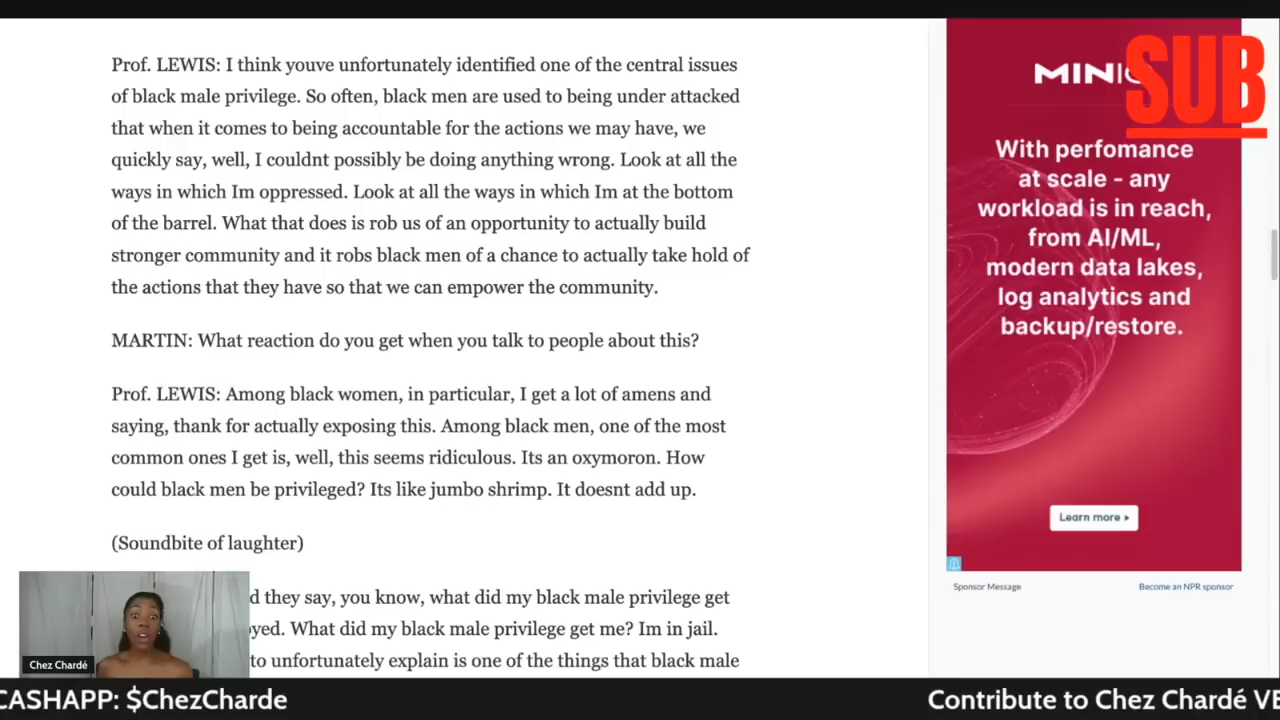 Prof. LEWIS: I think youve unfortunately identified one of the central issues
of black male privilege. So often, black men are used to being under attacked
that when it comes to being accountable for the actions we may have, we
quickly say, well, I couldnt possibly be doing anything wrong. Look at all the
ways in which Im oppressed. Look at all the ways in which Im at the bottom
of the barrel. What that does is rob us of an opportunity to actually build
stronger community and it robs black men of a chance to actually take hold of
the actions that they have so that we can empower the community.
MARTIN: What reaction do you get when you talk to people about this?
Prof. LEWIS: Among black women, in particular, I get a lot of amens and
saying, thank for actually exposing this. Among black men, one of the most
common ones I get is, well, this seems ridiculous. Its an oxymoron. How
could black men be privileged? Its like jumbo shrimp. It doesnt add up.
(Soundbite of laughter)
d they say, you know, what did my black male privilege get
yed. What did my black male privilege get me? Im in jail.
to unfortunately explain is one of the things that black male
MINI
SUB
With perfomance
at scale - any
workload is in reach,
from AI/ML,
modern data lakes,
log analytics and
backup/restore.
Learn more
Sponsor Message
Become an NPR sponsor
Chez Chardé
CASHAPP: $ChezCharde
Contribute to Chez Chardé VE